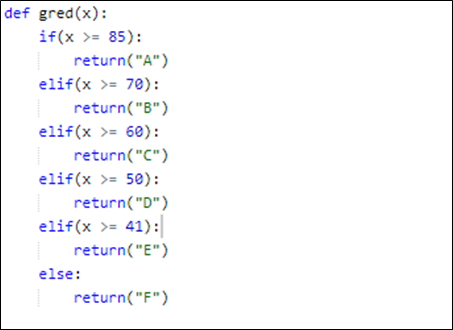 def gred(x):
    if(x >= 85):
        return("A")
    elif(x >= 70):
        return("B")
    elif(x >= 60):
        return("C")
    elif(x >= 50):
        return("D")
    elif(x >= 41):
        return("E")
    else:
        return("F")